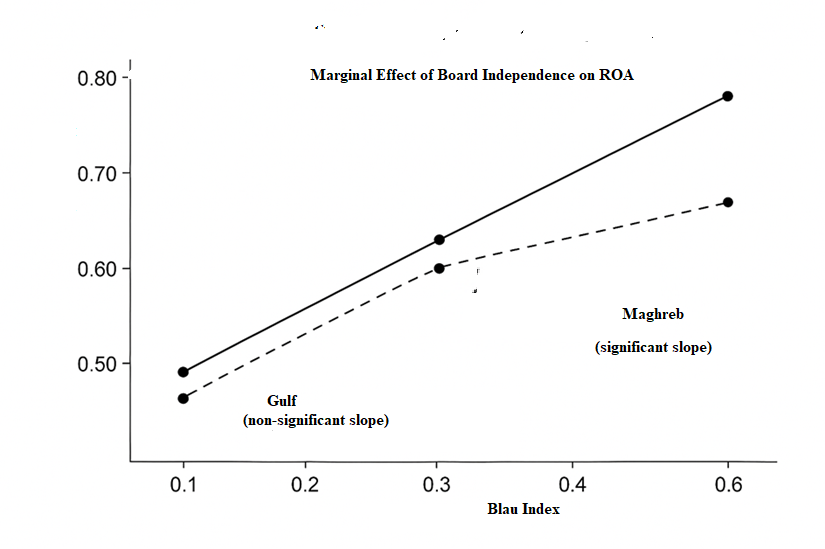 Marginal Effect of Board Independence on ROA
0.80
0.70
0.60
0.50
Maghreb
(significant slope)
Gulf
(non-significant slope)
0.1 0.2 0.3 0.4 0.6
Blau Index